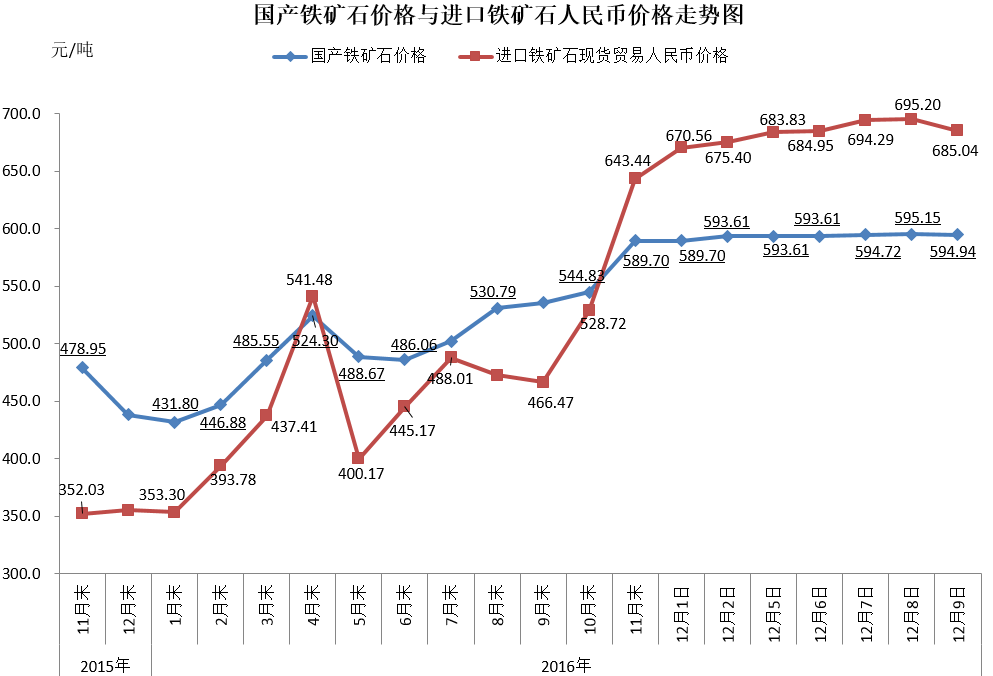 国产铁矿石价格与进口铁矿石人民币价格走势图
元/吨
国产铁矿石价格 进口铁矿石现货贸易人民币价格
700.0
650.0
600.0
550.0
500.0
450.0
400.0
350.0
300.0
478.95
431.80
446.88
485.55
524.30
488.67
486.06
530.79
544.83
589.70
589.70
593.61
593.61
593.61
594.72
595.15
594.94
352.03
353.30
393.78
437.41
541.48
400.17
445.17
488.01
466.47
528.72
643.44
670.56
675.40
683.83
684.95
694.29
695.20
685.04
11月末
12月末
1月末
2月末
3月末
4月末
5月末
6月末
7月末
8月末
9月末
10月末
11月末
12月1日
12月2日
12月5日
12月6日
12月7日
12月8日
12月9日
2015年 2016年